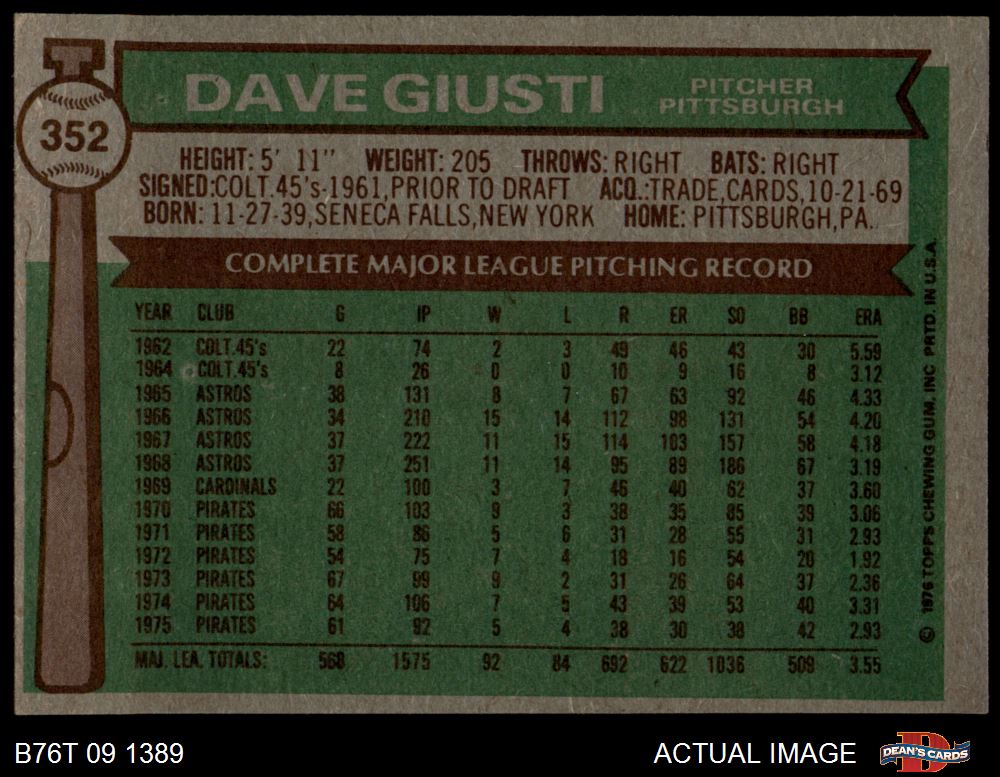 352
DAVE GIUSTI
PITCHER
PITTSBURGH
HEIGHT: 5' 11" WEIGHT: 205 THROWS: RIGHT BATS: RIGHT
SIGNED:COLT.45's-1961,PRIOR TO DRAFT ACQ.:TRADE,CARDS,10-21-69
BORN: 11-27-39,SENECA FALLS,NEW YORK HOME: PITTSBURGH,PA.
COMPLETE MAJOR LEAGUE PITCHING RECORD
YEAR CLUB G IP W L R ER SO BB ERA
1962 COLT.45's 22 74 2 3 49 46 43 30 5.59
1964 COLT.45's 8 26 0 0 10 9 16 8 3.12
1965 ASTROS 38 131 8 7 67 63 92 46 4.33
1966 ASTROS 34 210 15 14 112 98 131 54 4.20
1967 ASTROS 37 222 11 15 114 103 157 58 4.18
1968 ASTROS 37 251 11 14 95 89 186 67 3.19
1969 CARDINALS 22 100 3 7 46 40 62 37 3.60
1970 PIRATES 66 103 9 3 38 35 85 39 3.06
1971 PIRATES 58 86 5 6 31 28 55 31 2.93
1972 PIRATES 54 75 7 4 18 16 54 20 1.92
1973 PIRATES 67 99 9 2 31 26 64 37 2.36
1974 PIRATES 64 106 7 5 43 39 53 40 3.31
1975 PIRATES 61 92 5 4 38 30 38 42 2.93
MAJ. LEA. TOTALS: 568 1575 92 84 692 622 1036 509 3.55
© 1976 TOPPS CHEWING GUM, INC PRTD. IN U.S.A.
B76T 09 1389
ACTUAL IMAGE
DEAN'S CARDS